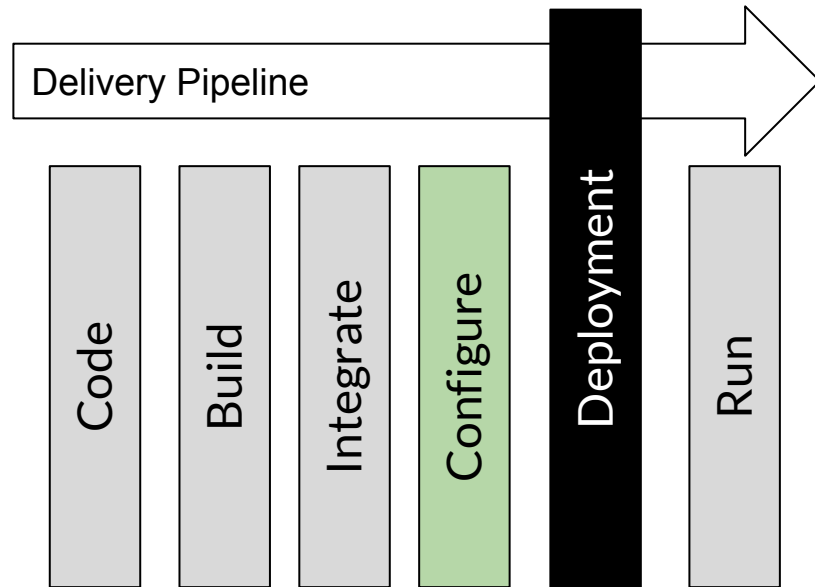 Delivery Pipeline
Code
Build
Integrate
Configure
Deployment
Run